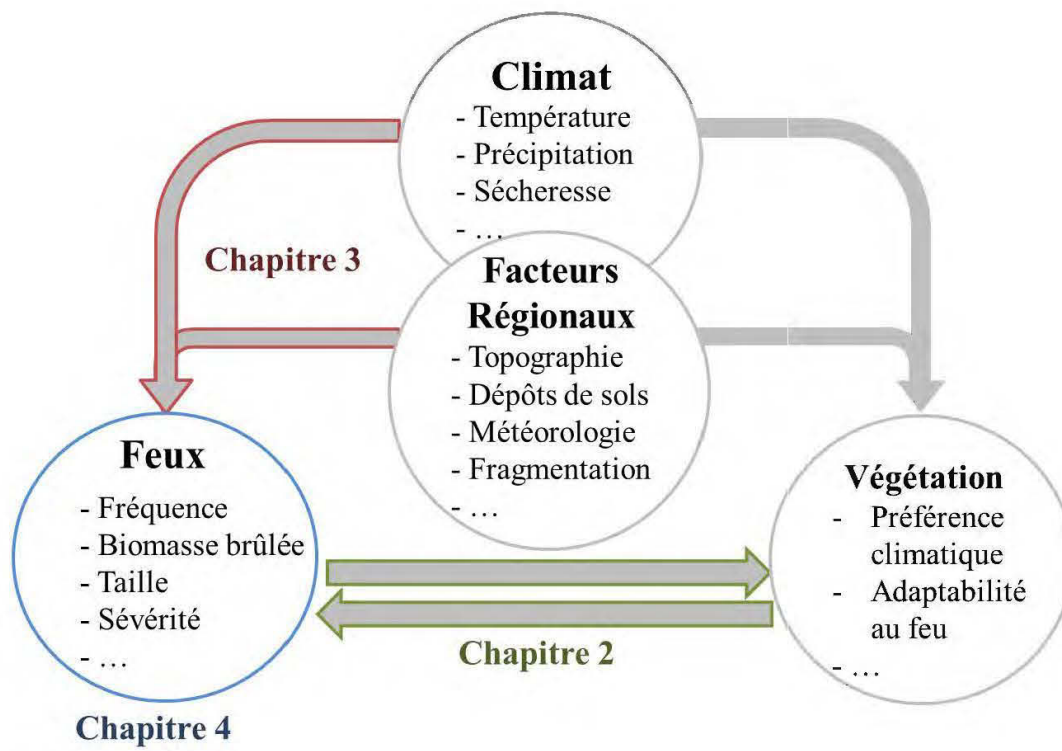 Climat
- Température
- Précipitation
- Sécheresse
- …
Chapitre 3
Facteurs
Régionaux
- Topographie
- Dépôts de sols
- Météorologie
- Fragmentation
- …
Feux
- Fréquence
- Biomasse brûlée
- Taille
- Sévérité
- …
Végétation
- Préférence
climatique
- Adaptabilité
au feu
- …
Chapitre 2
Chapitre 4